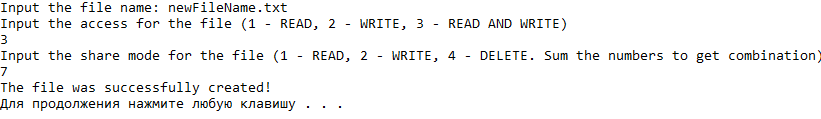 Input the file name: newFileName.txt
Input the access for the file (1 - READ, 2 - WRITE, 3 - READ AND WRITE)
3
Input the share mode for the file (1 - READ, 2 - WRITE, 4 - DELETE. Sum the numbers to get combination)
7
The file was successfully created!
Для продолжения нажмите любую клавишу . . .